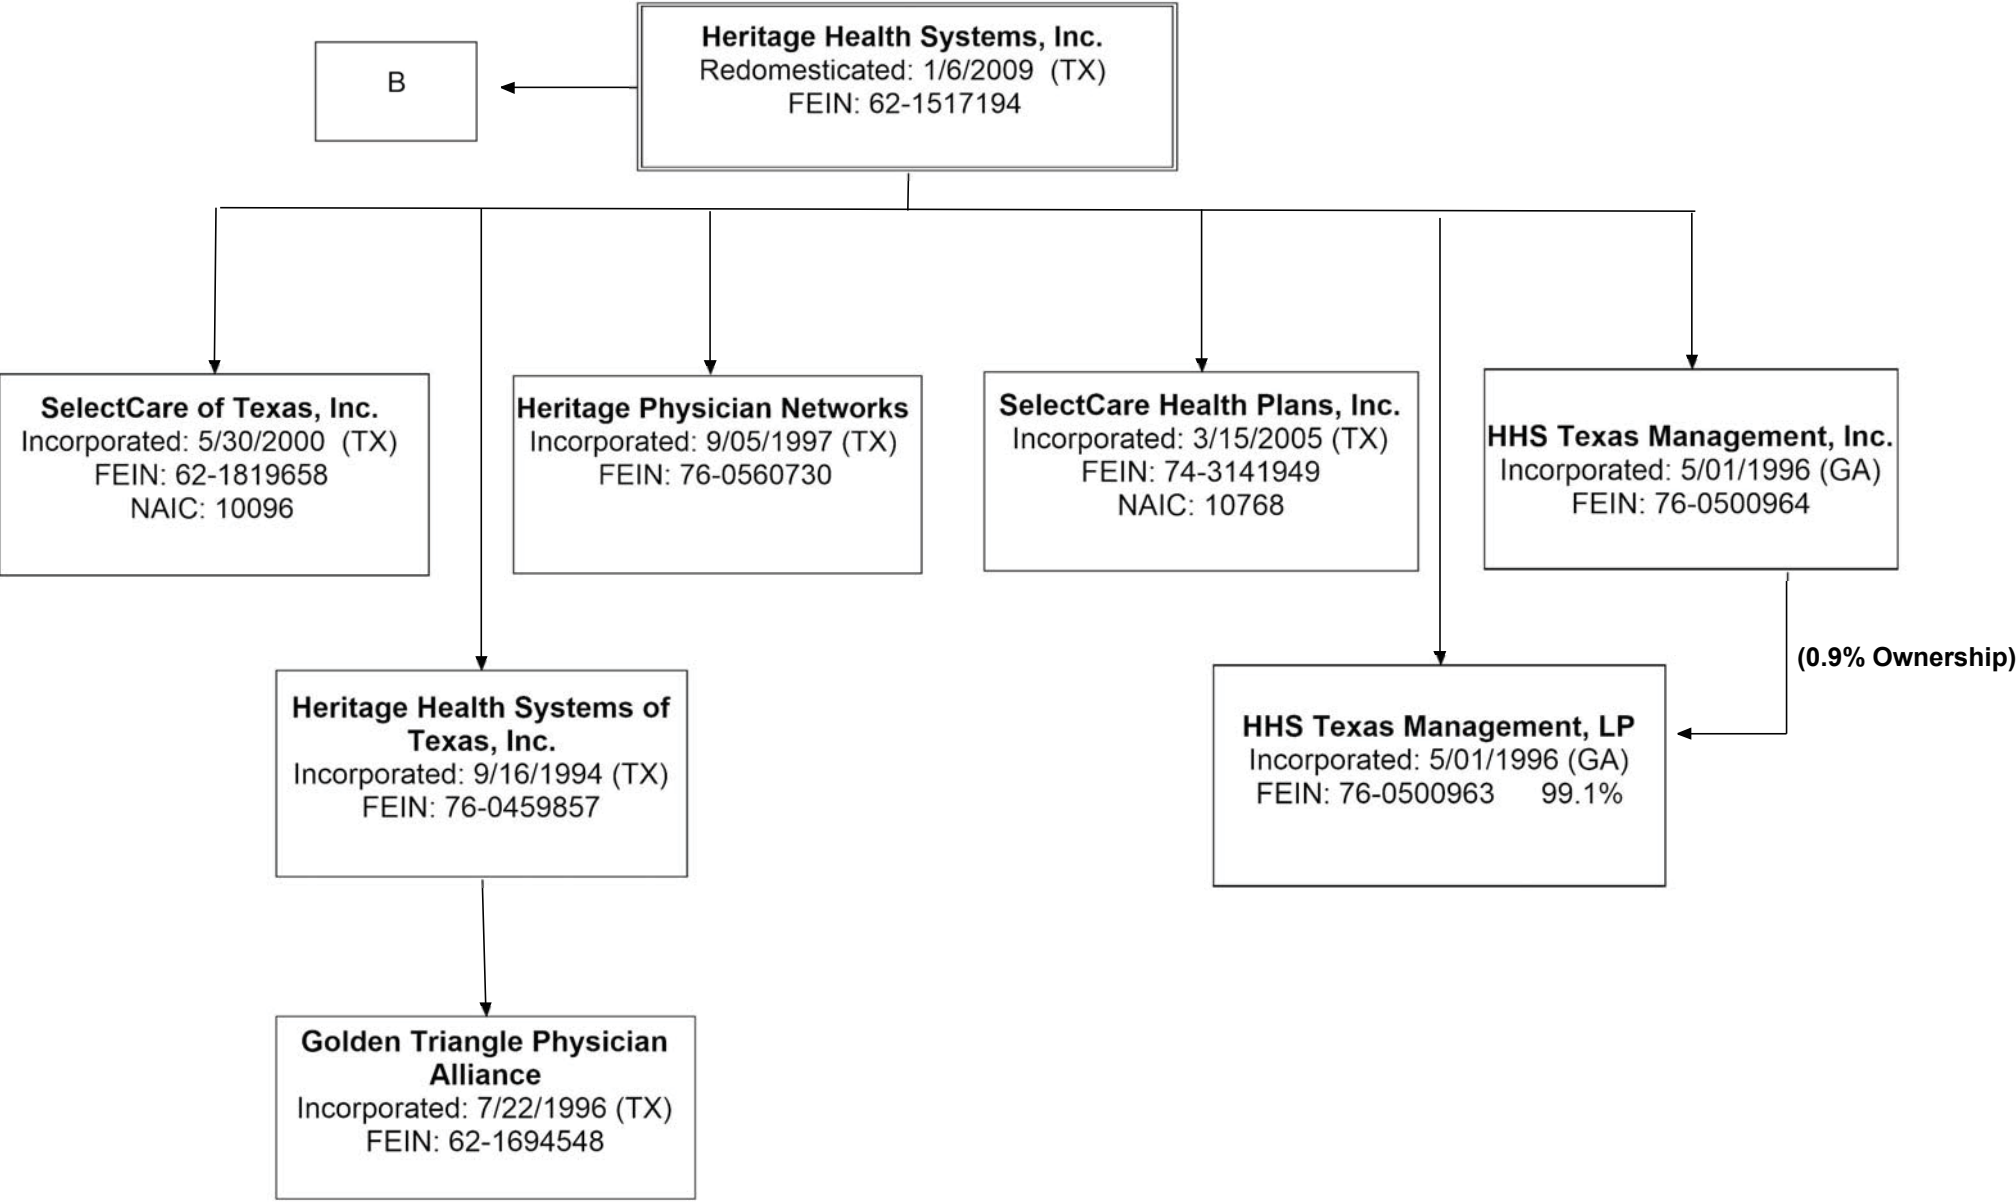 B
Heritage Health Systems, Inc.
Redomesticated: 1/6/2009  (TX)
FEIN: 62-1517194
SelectCare of Texas, Inc.
Incorporated: 5/30/2000  (TX)
FEIN: 62-1819658
NAIC: 10096
Heritage Physician Networks
Incorporated: 9/05/1997 (TX)
FEIN: 76-0560730
SelectCare Health Plans, Inc.
Incorporated: 3/15/2005 (TX)
FEIN: 74-3141949
NAIC: 10768
HHS Texas Management, Inc.
Incorporated: 5/01/1996 (GA)
FEIN: 76-0500964
(0.9% Ownership)
Heritage Health Systems of
Texas, Inc.
Incorporated: 9/16/1994 (TX)
FEIN: 76-0459857
HHS Texas Management, LP
Incorporated: 5/01/1996 (GA)
FEIN: 76-0500963      99.1%
Golden Triangle Physician
Alliance
Incorporated: 7/22/1996 (TX)
FEIN: 62-1694548